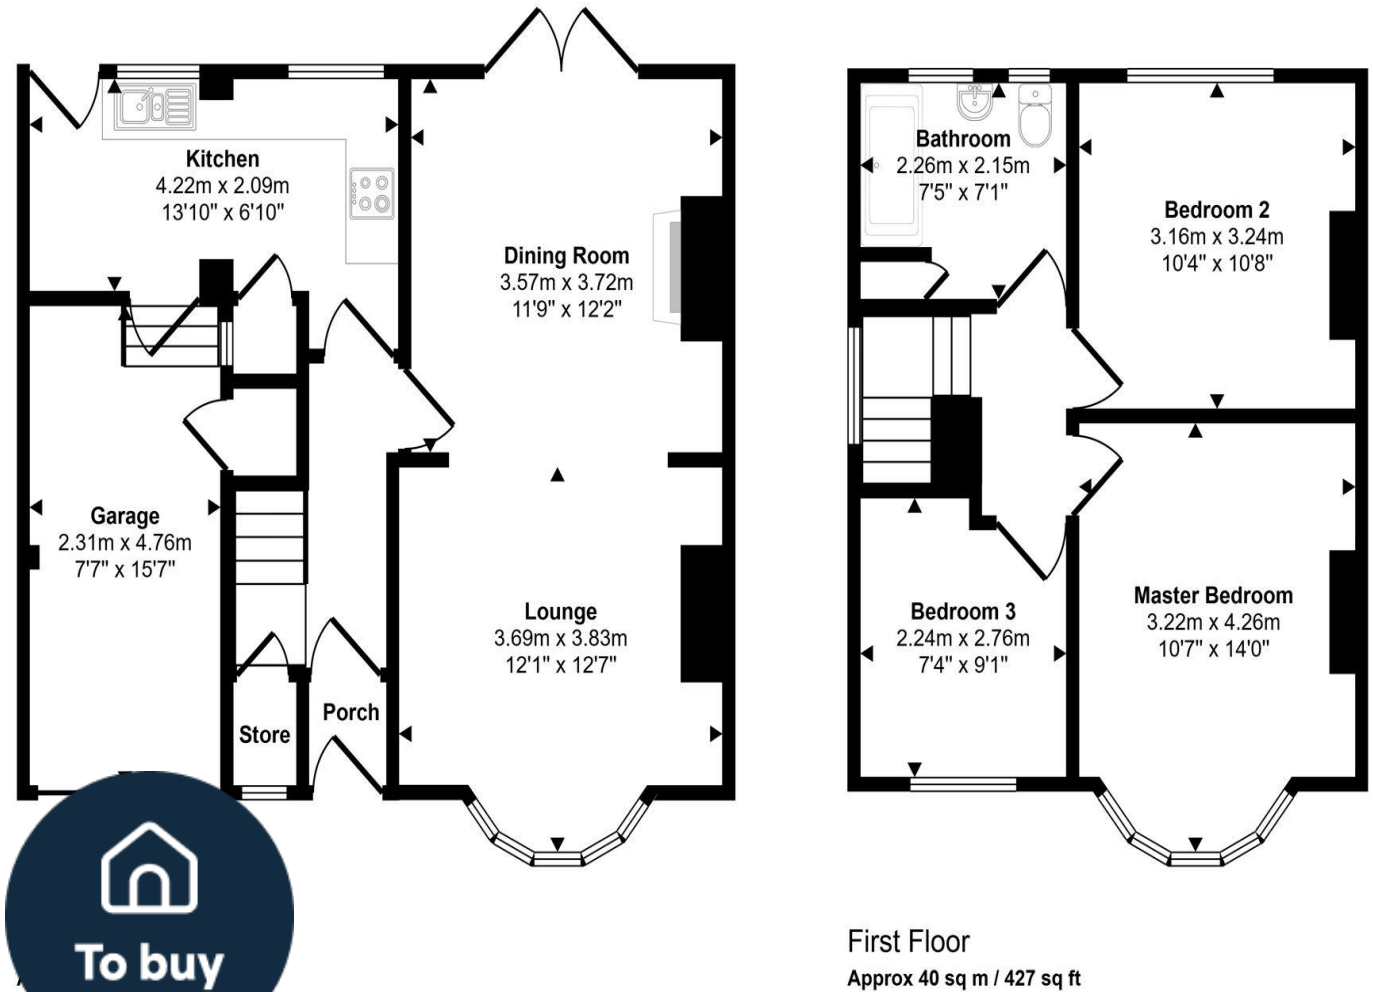 Kitchen
4.22m x 2.09m
13'10" x 6'10"
Dining Room
3.57m x 3.72m
11'9" x 12'2"
Garage
2.31m x 4.76m
7'7" x 15'7"
Lounge
3.69m x 3.83m
12'1" x 12'7"
Porch
Store
To buy
Bathroom
2.26m x 2.15m
7'5" x 7'1"
Bedroom 2
3.16m x 3.24m
10'4" x 10'8"
Bedroom 3
2.24m x 2.76m
7'4" x 9'1"
Master Bedroom
3.22m x 4.26m
10'7" x 14'0"
First Floor
Approx 40 sq m / 427 sq ft